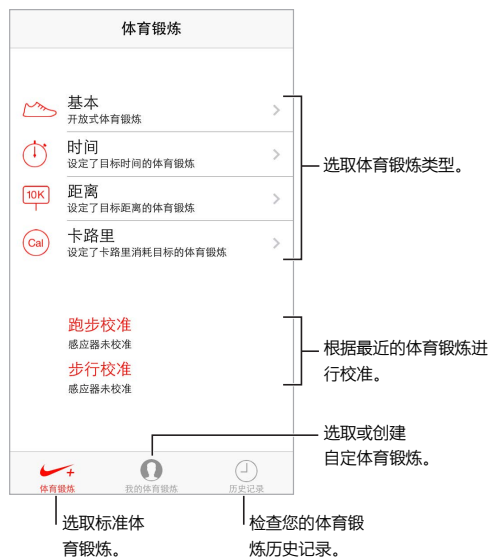 体育锻炼
基本
开放式体育锻炼
时间
设定了目标时间的体育锻炼
10K
距离
设定了目标距离的体育锻炼
Cal
卡路里
设定了卡路里消耗目标的体育锻炼
选取体育锻炼类型。
跑步校准
感应器未校准
步行校准
感应器未校准
根据最近的体育锻炼进
行校准。
选取或创建
自定体育锻炼。
体育锻炼
我的体育锻炼
历史记录
选取标准体
育锻炼。
检查您的体育锻
炼历史记录。